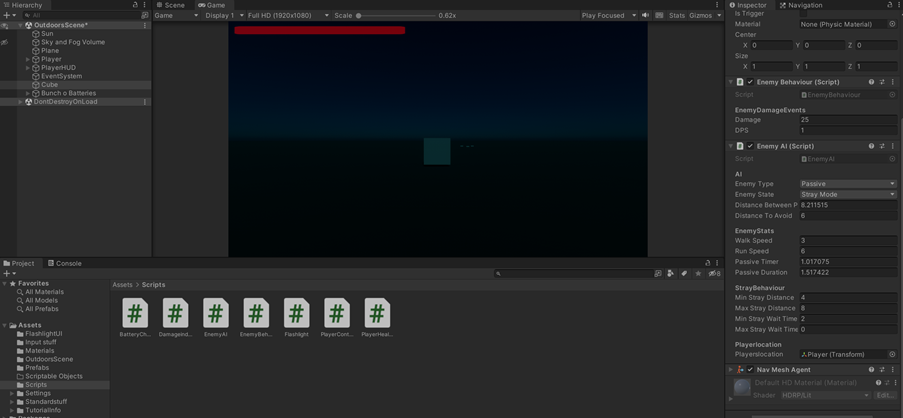 Hierarchy
All
OutdoorsScene*
Sun
Sky and Fog Volume
Plane
Player
PlayerHUD
EventSystem
Cube
Bunch o Batteries
DontDestroyOnLoad
Scene Game
Game Display 1 Full HD (1920x1080) Scale 0.62x Play Focused Stats Gizmos
Project Console
Favorites
All Materials
All Models
All Prefabs
Assets
FlashlightUI
Input stuff
Materials
OutdoorsScene
Prefabs
Scriptable Objects
Scripts
Settings
Standardstuff
TutorialInfo
8
Assets > Scripts
BatteryCh... DamageInd... EnemyAI EnemyBeh... Flashlight PlayerCont... PlayerHeal...
Inspector Navigation
Is Trigger
Material None (Physic Material)
Center
X 0 Y 0 Z 0
Size
X 1 Y 1 Z 1
Enemy Behaviour (Script)
Script EnemyBehaviour
EnemyDamageEvents
Damage 25
DPS 1
Enemy AI (Script)
Script EnemyAI
AI
Enemy Type Passive
Enemy State Stray Mode
Distance Between P 8.211515
Distance To Avoid 6
EnemyStats
Walk Speed 3
Run Speed 6
Passive Timer 1.017075
Passive Duration 1.517422
StrayBehaviour
Min Stray Distance 4
Max Stray Distance 8
Min Stray Wait Time 2
Max Stray Wait Time 0
Playerlocation
Playerslocation Player (Transform)
Nav Mesh Agent
Default HD Material (Material)
Shader HDRP/Lit Edit...